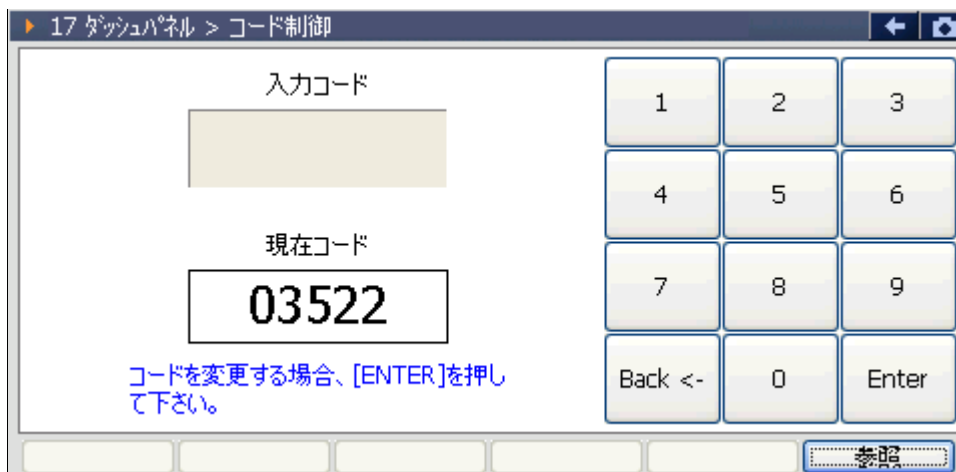 17 ﾀﾞｯｼｭﾊﾟﾈﾙ > コード制御
入力コード
現在コード
03522
コードを変更する場合、[ENTER]を押し
て下さい。
1 2 3
4 5 6
7 8 9
Back <- 0 Enter
参照